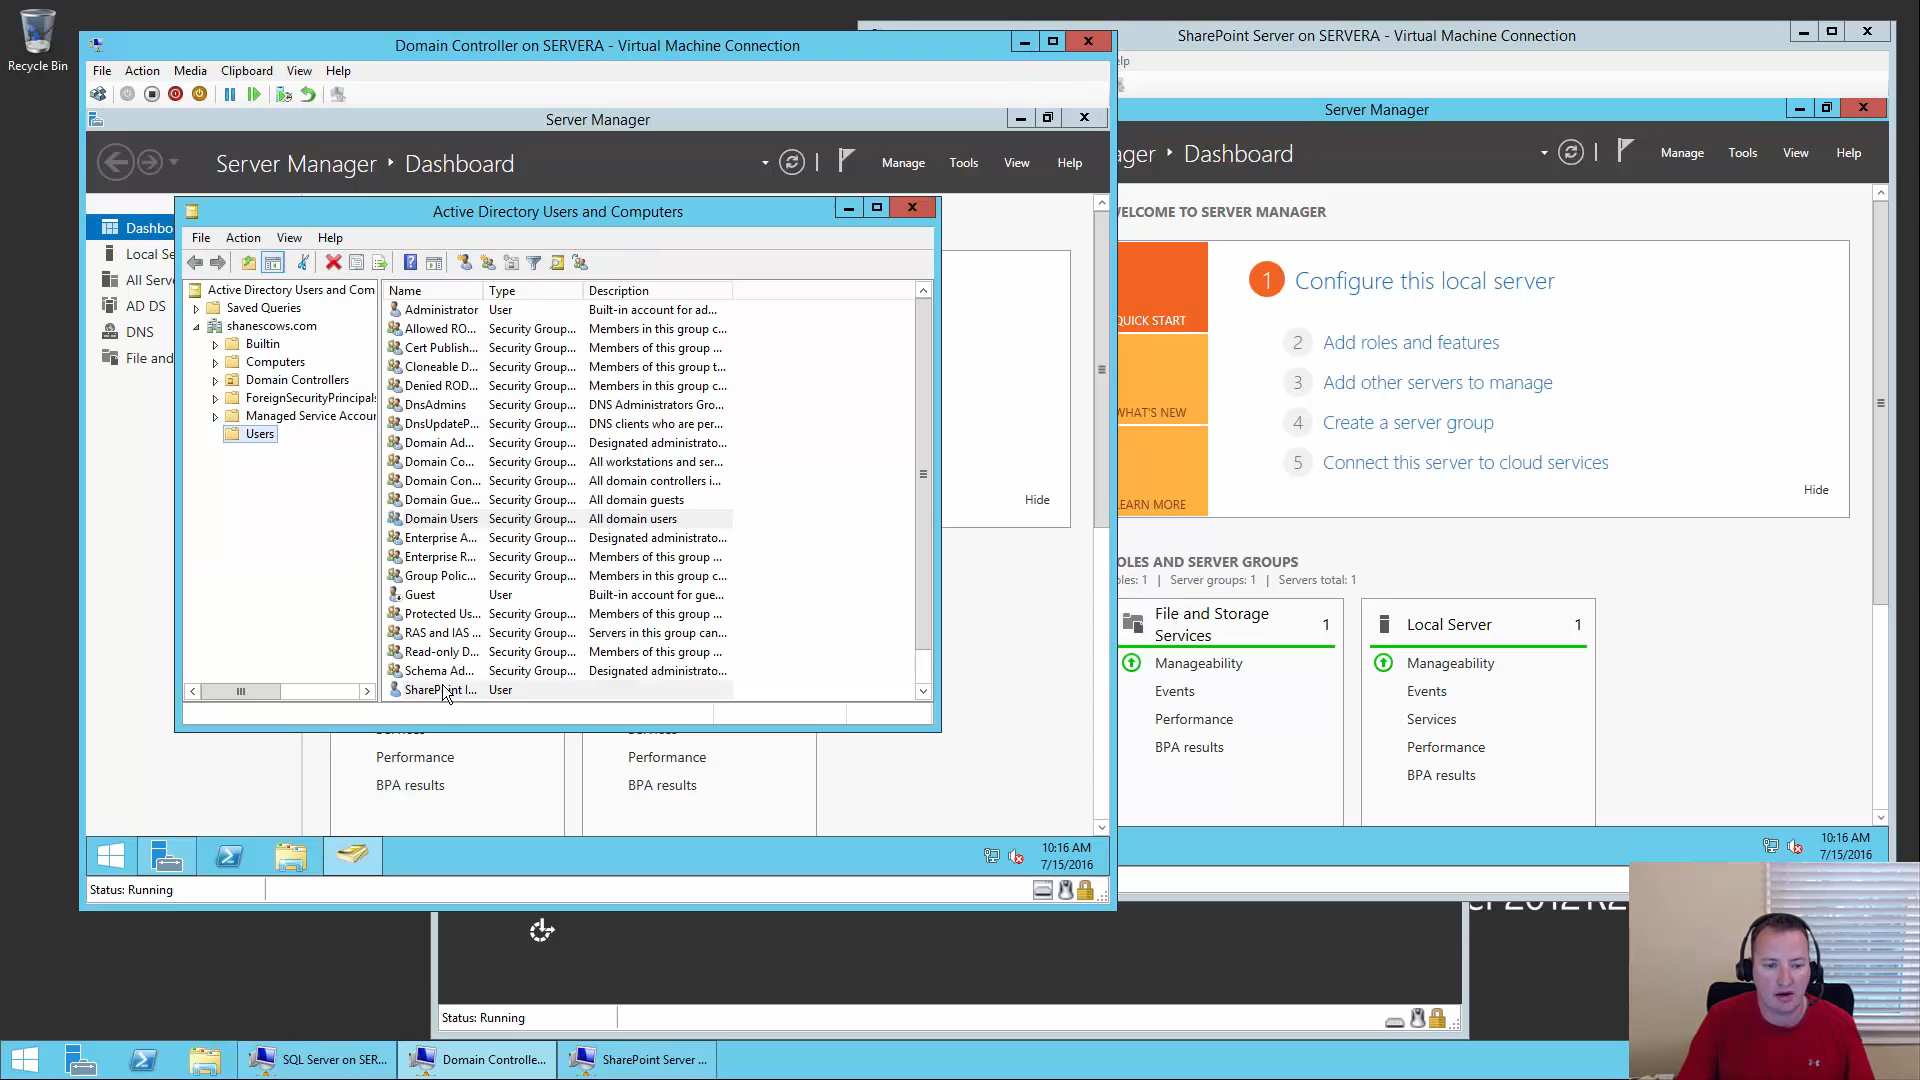 Recycle Bin
Domain Controller on SERVERA - Virtual Machine Connection
File Action Media Clipboard View Help
Server Manager
Server Manager Dashboard
Manage Tools View Help
Dashbo
Local Se
All Serve
AD DS
DNS
File and
Active Directory Users and Computers
File Action View Help
Active Directory Users and Com
Saved Queries
shanescows.com
Builtin
Computers
Domain Controllers
ForeignSecurityPrincipals
Managed Service Accour
Users
Name Type Description
Administrator User Built-in account for ad...
Allowed RO... Security Group... Members in this group c...
Cert Publish... Security Group... Members of this group ...
Cloneable D... Security Group... Members of this group t...
Denied ROD... Security Group... Members in this group c...
DnsAdmins Security Group... DNS Administrators Gro...
DnsUpdateP... Security Group... DNS clients who are per...
Domain Ad... Security Group... Designated administrato...
Domain Co... Security Group... All workstations and ser...
Domain Con... Security Group... All domain controllers i...
Domain Gue... Security Group... All domain guests
Domain Users Security Group... All domain users
Enterprise A... Security Group... Designated administrato...
Enterprise R... Security Group... Members of this group ...
Group Polic... Security Group... Members in this group c...
Guest User Built-in account for gue...
Protected Us... Security Group... Members of this group ...
RAS and IAS ... Security Group... Servers in this group can...
Read-only D... Security Group... Members of this group ...
Schema Ad... Security Group... Designated administrato...
SharePoint I... User
Hide
Performance Performance
BPA results BPA results
10:16 AM
7/15/2016
Status: Running
SharePoint Server on SERVERA - Virtual Machine Connection
elp
Server Manager
ager Dashboard
Manage Tools View Help
WELCOME TO SERVER MANAGER
QUICK START
WHAT'S NEW
LEARN MORE
1 Configure this local server
2 Add roles and features
3 Add other servers to manage
4 Create a server group
5 Connect this server to cloud services
Hide
OLES AND SERVER GROUPS
oles: 1 | Server groups: 1 | Servers total: 1
File and Storage
Services 1
Manageability
Events
Performance
BPA results
Local Server 1
Manageability
Events
Services
Performance
BPA results
10:16 AM
7/15/2016
Status: Running
SQL Server on SER...
Domain Controlle...
SharePoint Server ...